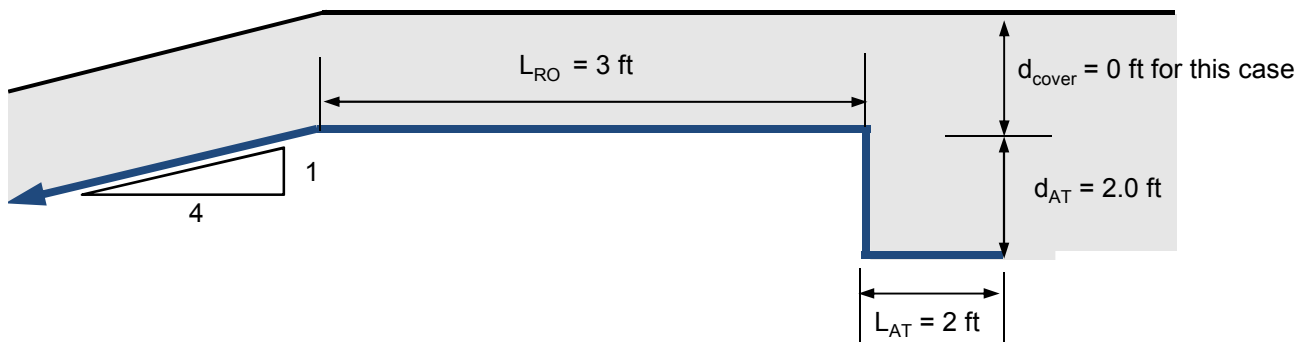 L_RO = 3 ft
d_cover = 0 ft for this case
1
4
d_AT = 2.0 ft
L_AT = 2 ft